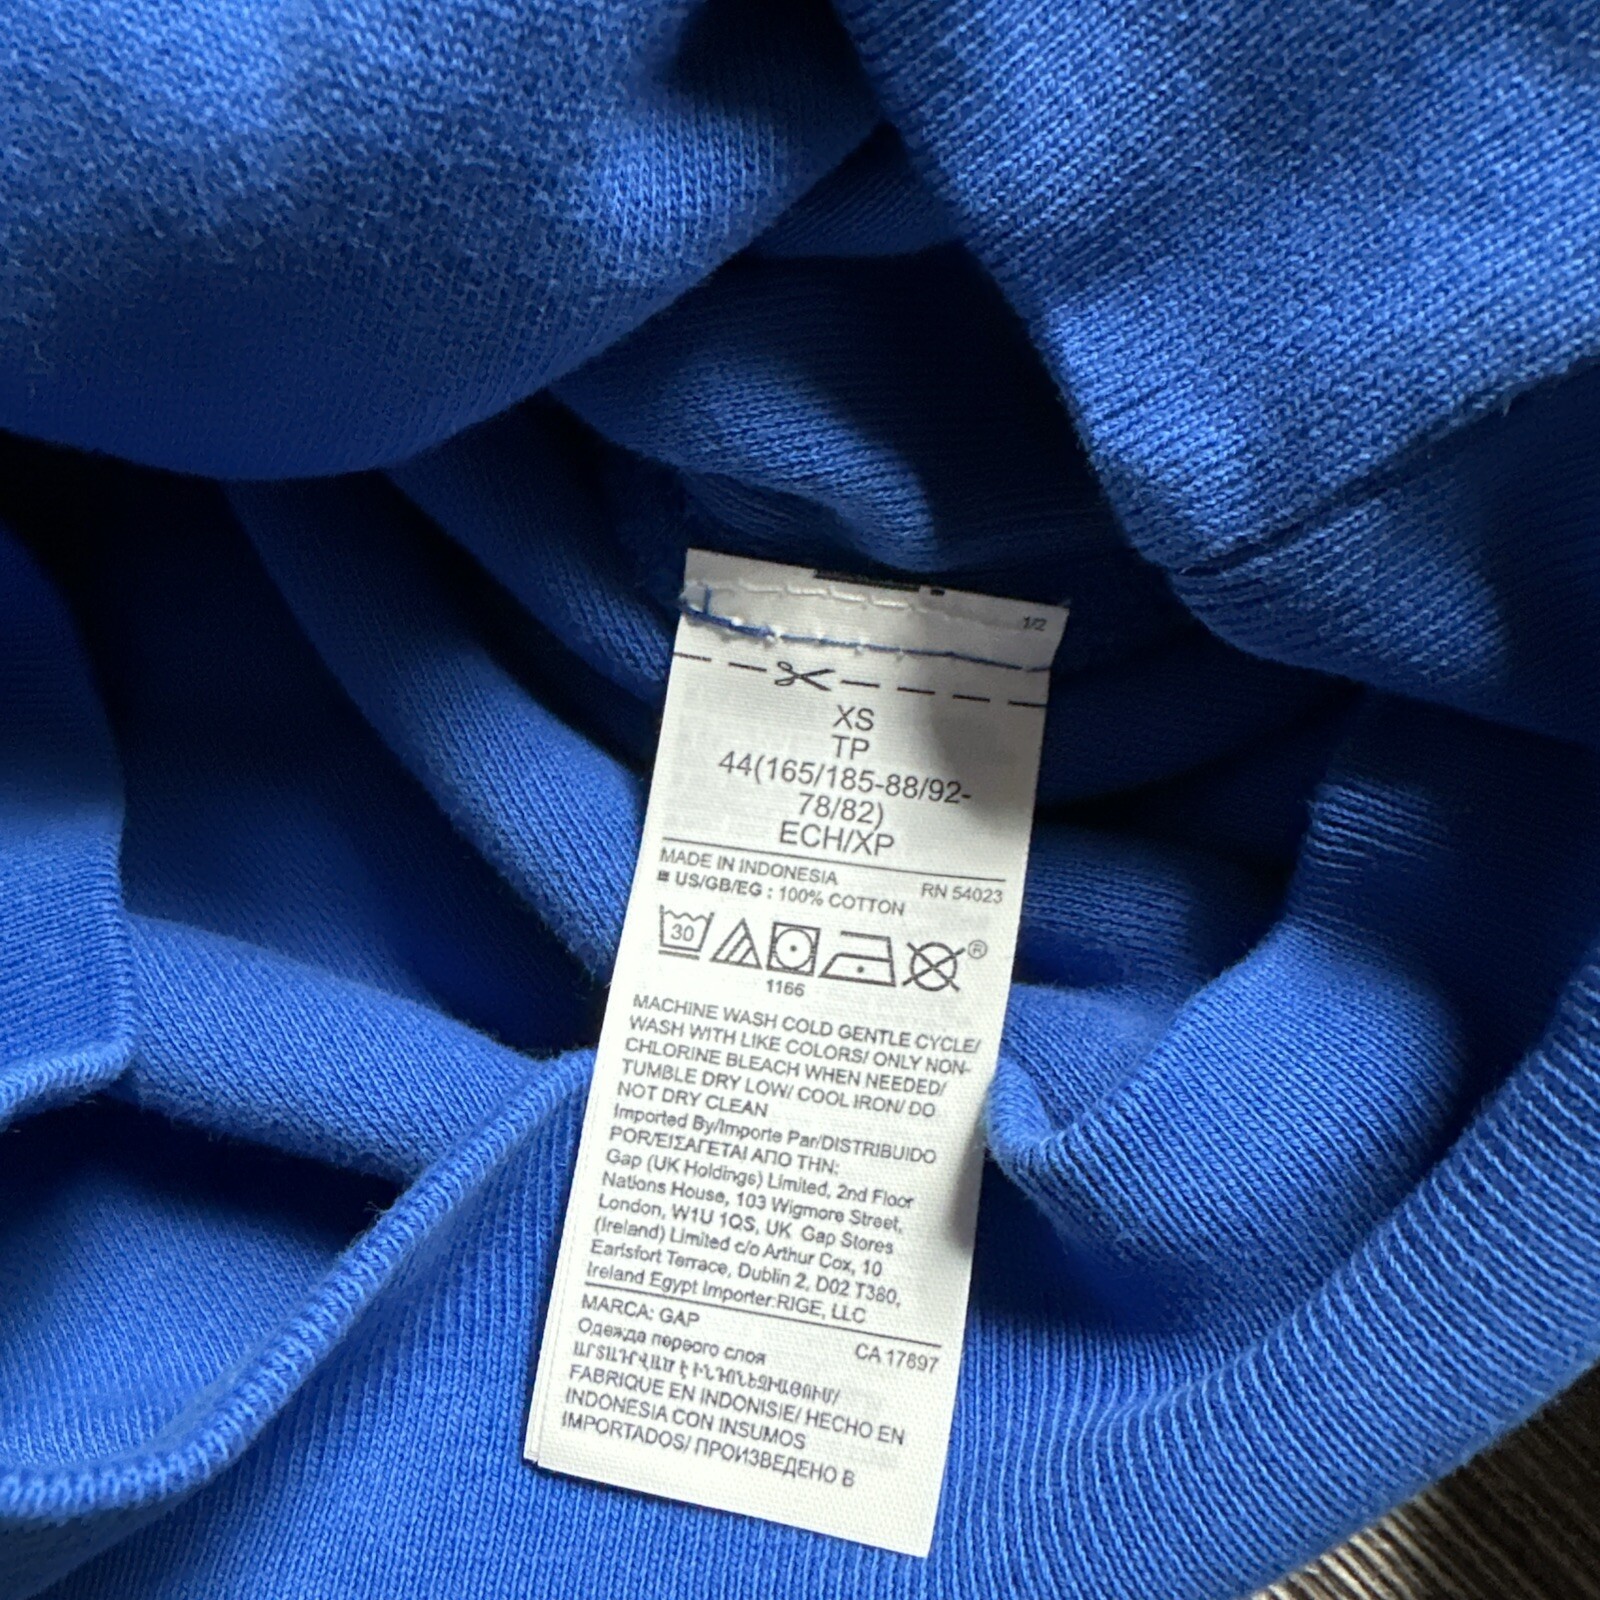 1/2
XS
TP
44(165/185-88/92-
78/82)
ECH/XP
MADE IN INDONESIA
RN 54023
US/GB/EG : 100% COTTON
30
®
1166
MACHINE WASH COLD GENTLE CYCLE/
WASH WITH LIKE COLORS/ ONLY NON-
CHLORINE BLEACH WHEN NEEDED/
TUMBLE DRY LOW/ COOL IRON/ DO
NOT DRY CLEAN
Imported By/Importe Par/DISTRIBUIDO
POR/ΕΙΣΑΓΕΤΑΙ ΑΠΟ ΤΗΝ:
Gap (UK Holdings) Limited, 2nd Floor
Nations House, 103 Wigmore Street,
London, W1U 1QS, UK Gap Stores
(Ireland) Limited c/o Arthur Cox, 10
Earlsfort Terrace, Dublin 2, D02 T380,
Ireland Egypt Importer:RIGE, LLC
MARCA: GAP
CA 17897
Одежда первого слоя
ԱՐՏԱԴՐՎԱԾ Է ԻՆԴՈՆԵԶԻԱՅՈՒՄ/
FABRIQUE EN INDONISIE/ HECHO EN
INDONESIA CON INSUMOS
IMPORTADOS/ ПРОИЗВЕДЕНО В